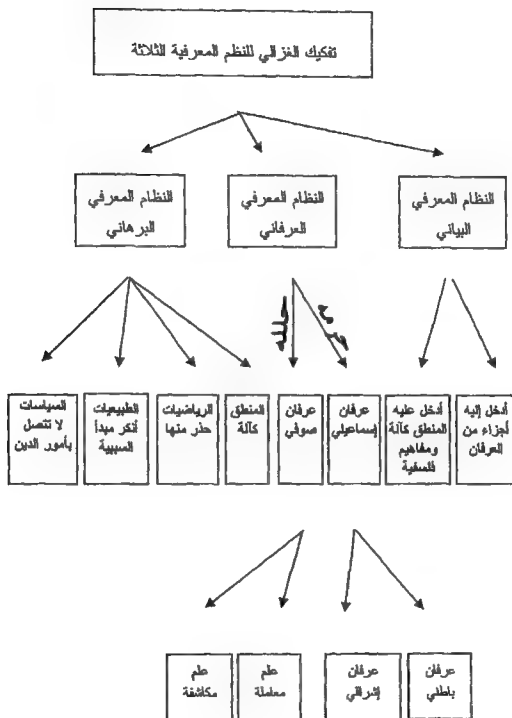 تفكيك الغزالي للنظم المعرفية الثلاثة
النظام المعرفي
البياني
النظام المعرفي
العرفاني
النظام المعرفي
البرهاني
حرمه
حلله
أدخل إليه
أجزاء من
العرفان
أدخل عليه
المنطق كآلة
ومفاهيم
فلسفية
عرفان
إسماعيلي
عرفان
صوفي
المنطق
كآلة
الرياضيات
حذر منها
الطبيعيات
أنكر مبدأ
السببية
السياسات
لا تتصل
بأمور الدين
عرفان
باطني
عرفان
إشراقي
علم
معاملة
علم
مكاشفة